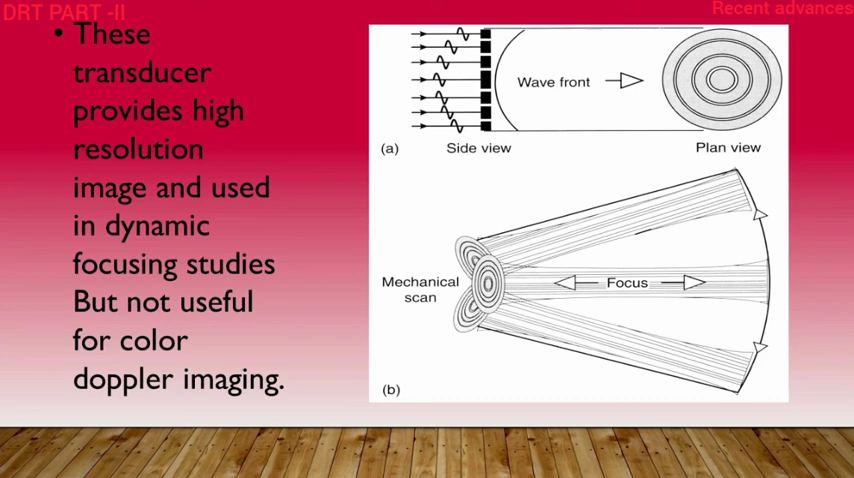 DRT PART -II
Recent advances
• These
transducer
provides high
resolution
image and used
in dynamic
focusing studies
But not useful
for color
doppler imaging.
Wave front
(a)
Side view
Plan view
Mechanical
scan
Focus
(b)